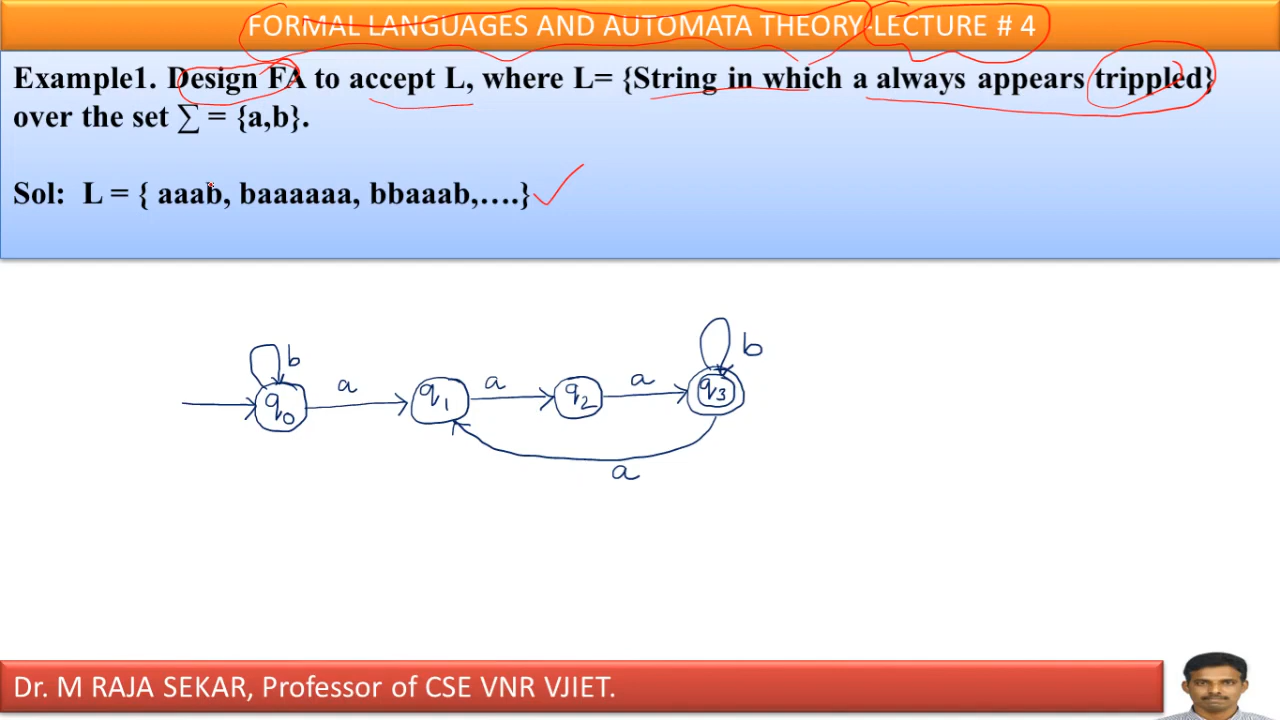 FORMAL LANGUAGES AND AUTOMATA THEORY-LECTURE # 4
Example1. Design FA to accept L, where L= {String in which a always appears trippled}
over the set ∑ = {a,b}.
Sol: L = { aaab, baaaaaa, bbaaab,….}
b
b
a
a
a
q0
q1
q2
q3
a
Dr. M RAJA SEKAR, Professor of CSE VNR VJIET.